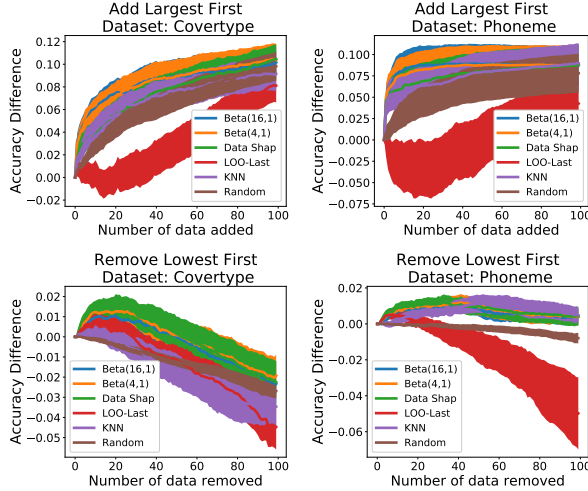 Add Largest First
Dataset: Covertype
Accuracy Difference
0.12
0.10
0.08
0.06
0.04
0.02
0.00
−0.02
Beta(16,1)
Beta(4,1)
Data Shap
LOO-Last
KNN
Random
0 20 40 60 80 100
Number of data added
Add Largest First
Dataset: Phoneme
Accuracy Difference
0.100
0.075
0.050
0.025
0.000
−0.025
−0.050
−0.075
Beta(16,1)
Beta(4,1)
Data Shap
LOO-Last
KNN
Random
0 20 40 60 80 100
Number of data added
Remove Lowest First
Dataset: Covertype
Accuracy Difference
0.02
0.01
0.00
−0.01
−0.02
−0.03
−0.04
−0.05
Beta(16,1)
Beta(4,1)
Data Shap
LOO-Last
KNN
Random
0 20 40 60 80 100
Number of data removed
Remove Lowest First
Dataset: Phoneme
Accuracy Difference
0.02
0.00
−0.02
−0.04
−0.06
Beta(16,1)
Beta(4,1)
Data Shap
LOO-Last
KNN
Random
0 20 40 60 80 100
Number of data removed